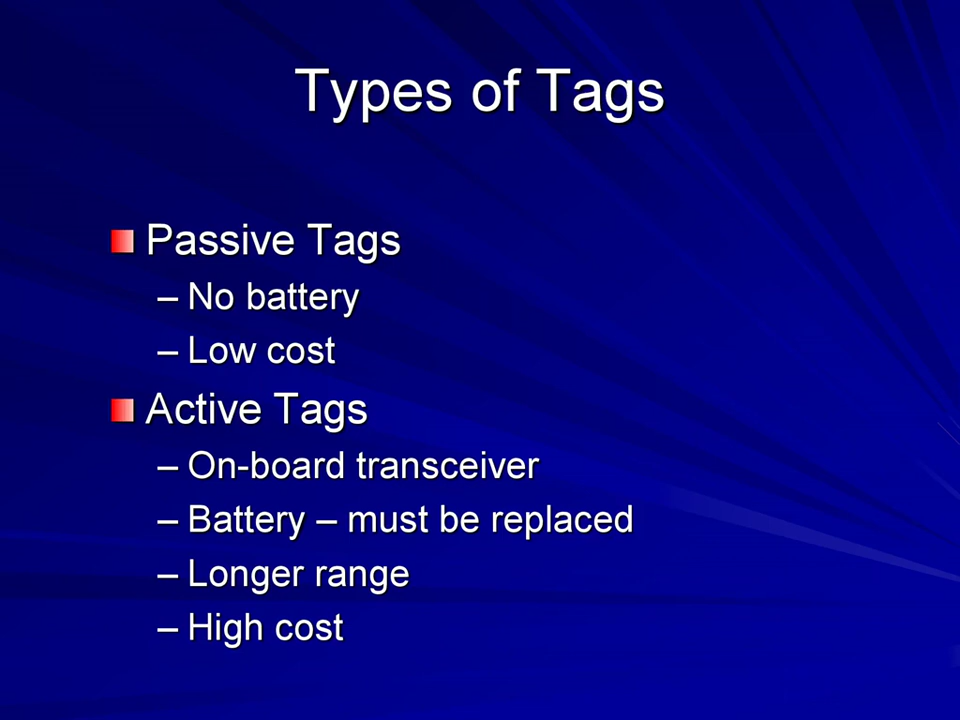 Types of Tags
Passive Tags
– No battery
– Low cost
Active Tags
– On-board transceiver
– Battery – must be replaced
– Longer range
– High cost